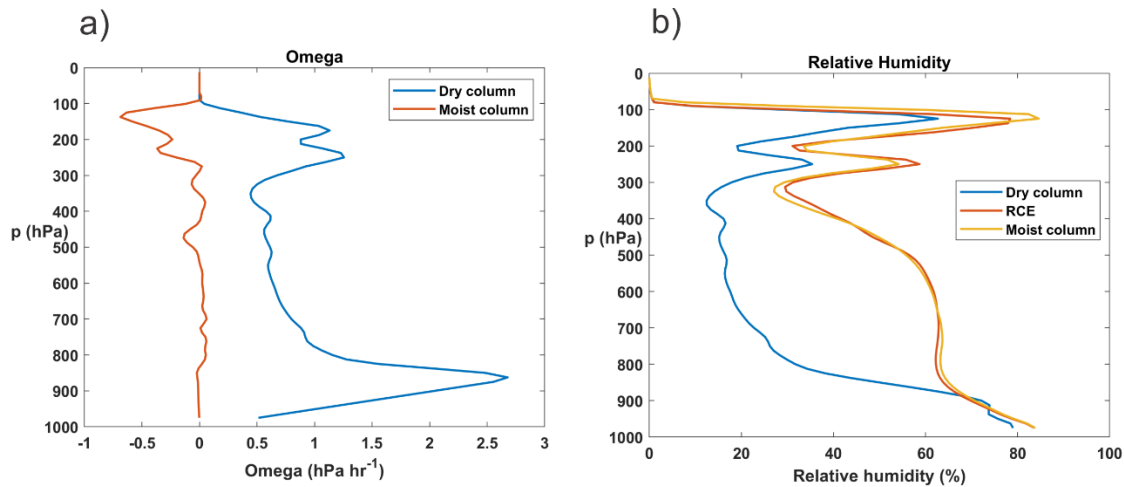 a)
Omega
0
100
200
300
400
p (hPa)
500
600
700
800
900
1000
-1 -0.5 0 0.5 1 1.5 2 2.5 3
Omega (hPa hr-1)
Dry column
Moist column
b)
Relative Humidity
0
100
200
300
400
p (hPa)
500
600
700
800
900
1000
0 20 40 60 80 100
Relative humidity (%)
Dry column
RCE
Moist column